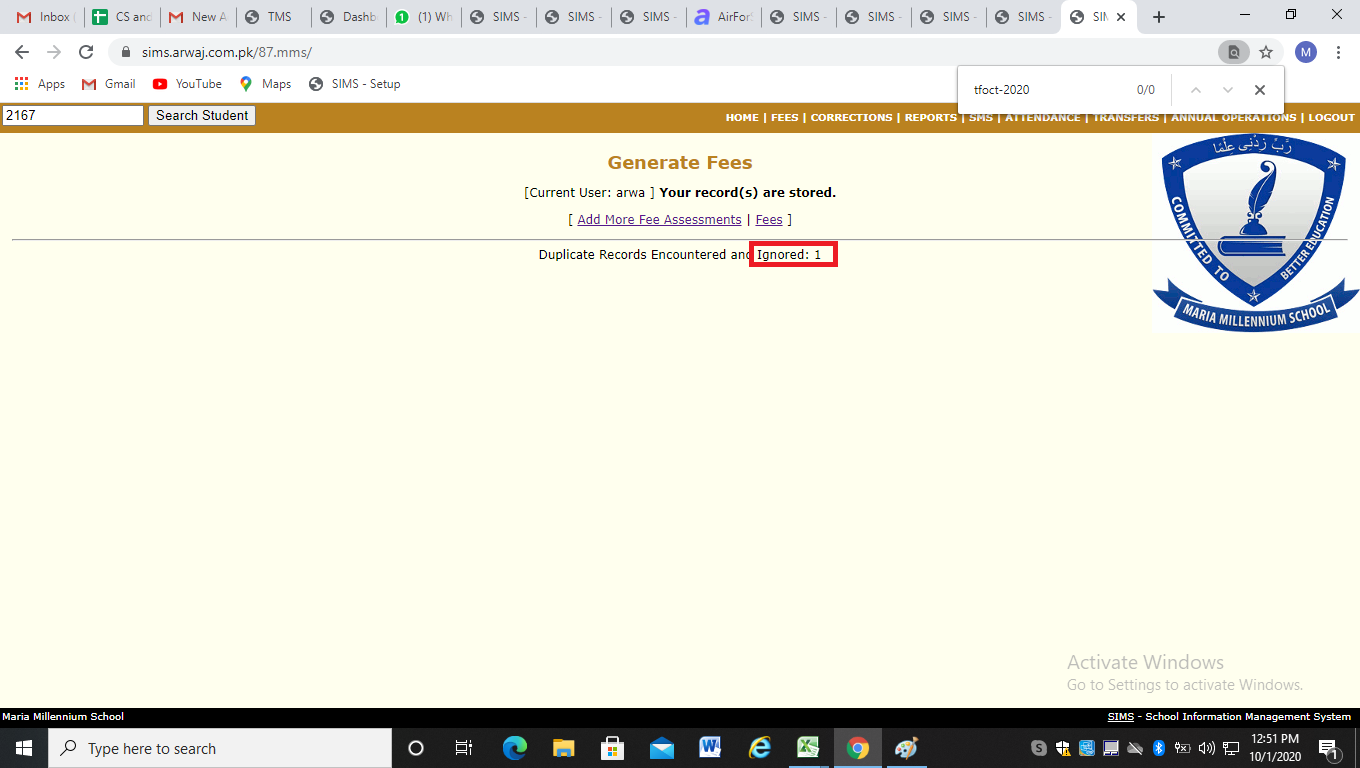 Inbox (
CS and
New A
TMS
Dashb
(1) Wh
SIMS -
SIMS -
SIMS -
AirForS
SIMS -
SIMS -
SIMS -
SIMS -
SIM
sims.arwaj.com.pk/87.mms/
M
Apps
Gmail
YouTube
Maps
SIMS - Setup
tfoct-2020 0/0
2167 Search Student
HOME | FEES | CORRECTIONS | REPORTS | SMS | ATTENDANCE | TRANSFERS | ANNUAL OPERATIONS | LOGOUT
رَبِّ زِدْنِی عِلْمًا
COMMITTED TO
BETTER EDUCATION
MARIA MILLENNIUM SCHOOL
Generate Fees
[Current User: arwa ] Your record(s) are stored.
[ Add More Fee Assessments | Fees ]
Duplicate Records Encountered and Ignored: 1
Activate Windows
Go to Settings to activate Windows.
Maria Millennium School
SIMS - School Information Management System
Type here to search
12:51 PM
10/1/2020
1